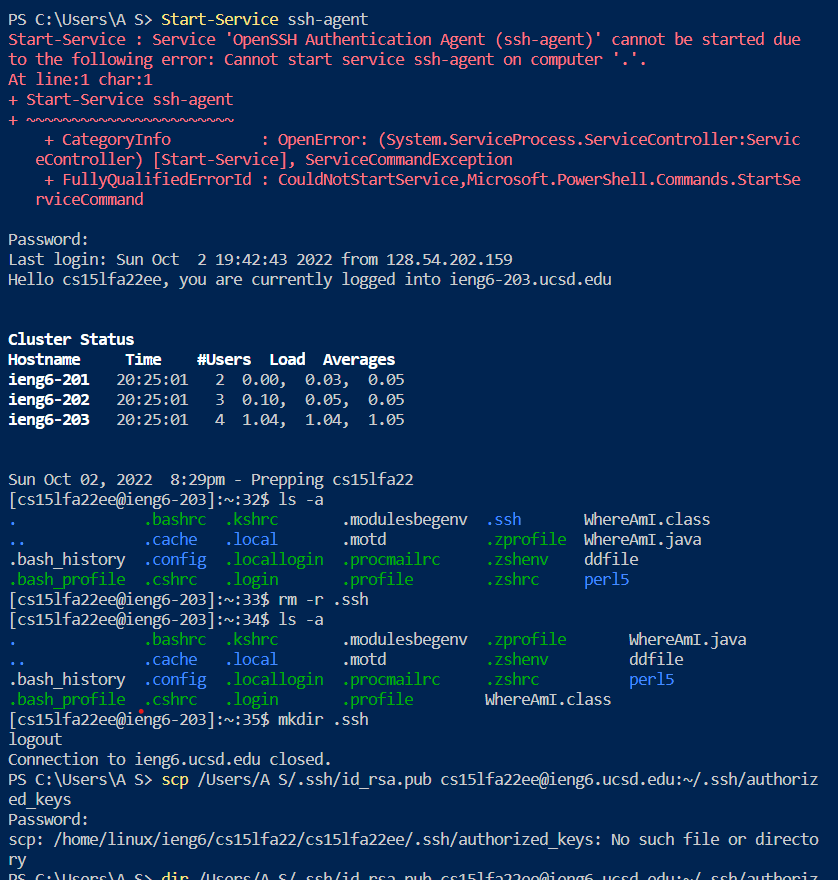 PS C:\Users\A S> Start-Service ssh-agent
Start-Service : Service 'OpenSSH Authentication Agent (ssh-agent)' cannot be started due
to the following error: Cannot start service ssh-agent on computer '.'.
At line:1 char:1
+ Start-Service ssh-agent
+ ~~~~~~~~~~~~~~~~~~~~~~~
    + CategoryInfo          : OpenError: (System.ServiceProcess.ServiceController:Servic
   eController) [Start-Service], ServiceCommandException
    + FullyQualifiedErrorId : CouldNotStartService,Microsoft.PowerShell.Commands.StartSe
   rviceCommand
Password:
Last login: Sun Oct  2 19:42:43 2022 from 128.54.202.159
Hello cs15lfa22ee, you are currently logged into ieng6-203.ucsd.edu
Cluster Status
Hostname     Time    #Users  Load  Averages
ieng6-201   20:25:01   2  0.00,  0.03,  0.05
ieng6-202   20:25:01   3  0.10,  0.05,  0.05
ieng6-203   20:25:01   4  1.04,  1.04,  1.05
Sun Oct 02, 2022  8:29pm - Prepping cs15lfa22
[cs15lfa22ee@ieng6-203]:~:32$ ls -a
.              .bashrc  .kshrc       .modulesbegenv  .ssh       WhereAmI.class
..             .cache   .local       .motd           .zprofile  WhereAmI.java
.bash_history  .config  .locallogin  .procmailrc     .zshenv    ddfile
.bash_profile  .cshrc   .login       .profile        .zshrc     perl5
[cs15lfa22ee@ieng6-203]:~:33$ rm -r .ssh
[cs15lfa22ee@ieng6-203]:~:34$ ls -a
.              .bashrc  .kshrc       .modulesbegenv  .zprofile       WhereAmI.java
..             .cache   .local       .motd           .zshenv         ddfile
.bash_history  .config  .locallogin  .procmailrc     .zshrc          perl5
.bash_profile  .cshrc   .login       .profile        WhereAmI.class
[cs15lfa22ee@ieng6-203]:~:35$ mkdir .ssh
logout
Connection to ieng6.ucsd.edu closed.
PS C:\Users\A S> scp /Users/A S/.ssh/id_rsa.pub cs15lfa22ee@ieng6.ucsd.edu:~/.ssh/authoriz
ed_keys
Password:
scp: /home/linux/ieng6/cs15lfa22/cs15lfa22ee/.ssh/authorized_keys: No such file or directo
ry
PS C:\Users\A S> dir /Users/A S/.ssh/id_rsa.pub cs15lfa22ee@ieng6.ucsd.edu:~/.ssh/authoriz